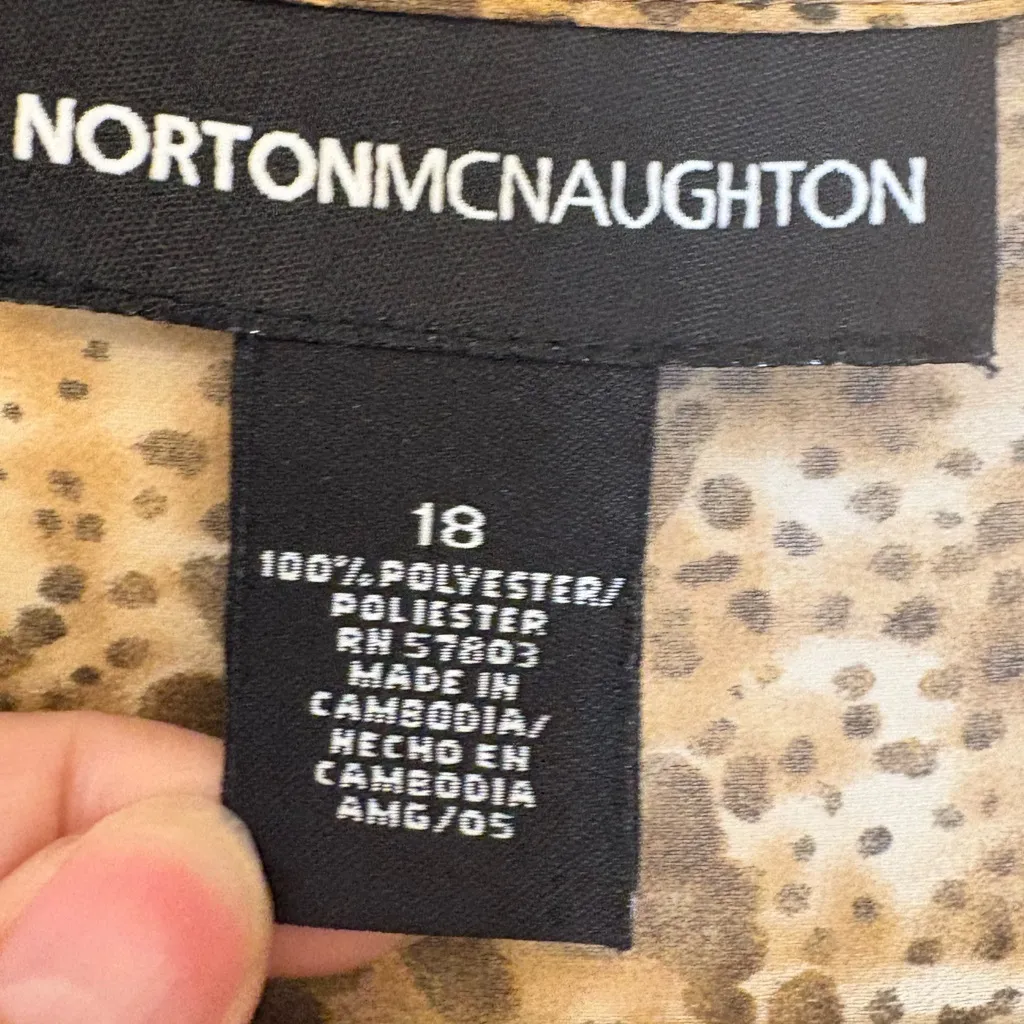 NORTONMCNAUGHTON
18
100% POLYESTER/
POLIESTER
RN 57803
MADE IN
CAMBODIA/
HECHO EN
CAMBODIA
AMG/05